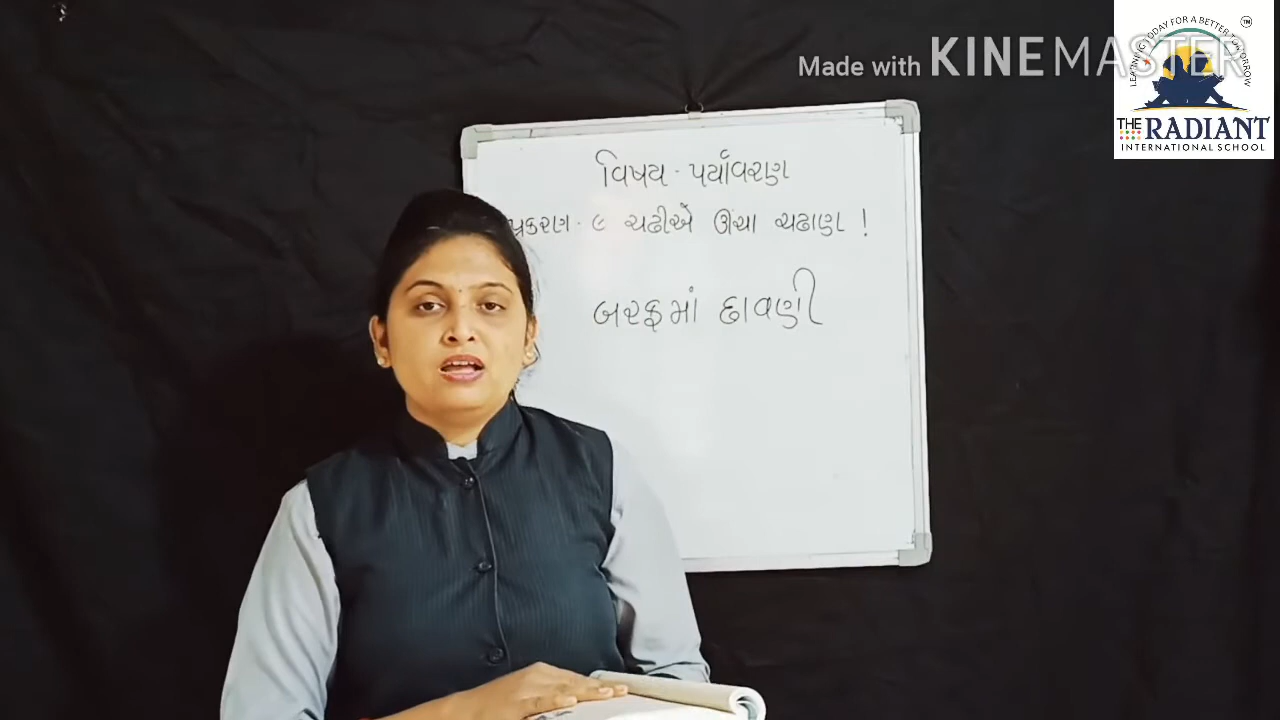 Made with KINEMASTER
LEARNING TODAY FOR A BETTER TOMORROW
TM
THE RADIANT
INTERNATIONAL SCHOOL
વિષય - પર્યાવરણ
પ્રકરણ - ૯ ચઢીએ ઊંચા ચઢાણ !
બરફમાં છાવણી